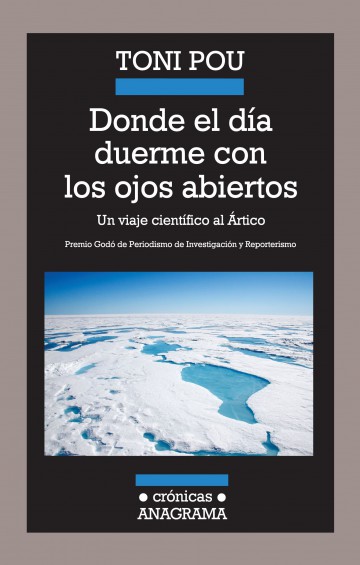 TONI POU
Donde el día
duerme con
los ojos abiertos
Un viaje científico al Ártico
Premio Godó de Periodismo de Investigación y Reporterismo
• crónicas •
ANAGRAMA